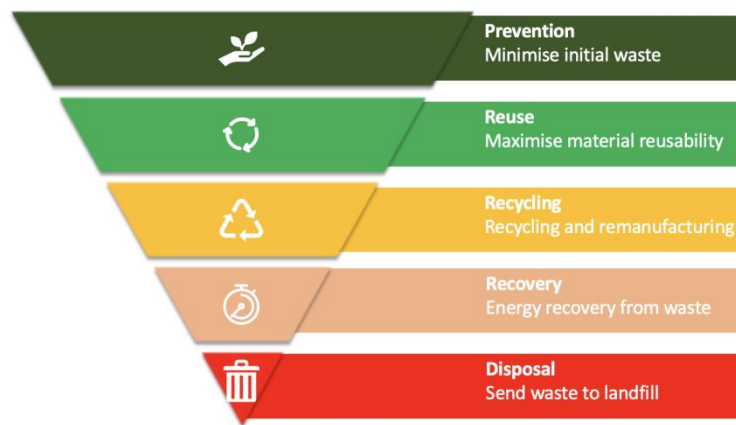 Prevention
Minimise initial waste
Reuse
Maximise material reusability
Recycling
Recycling and remanufacturing
Recovery
Energy recovery from waste
Disposal
Send waste to landfill